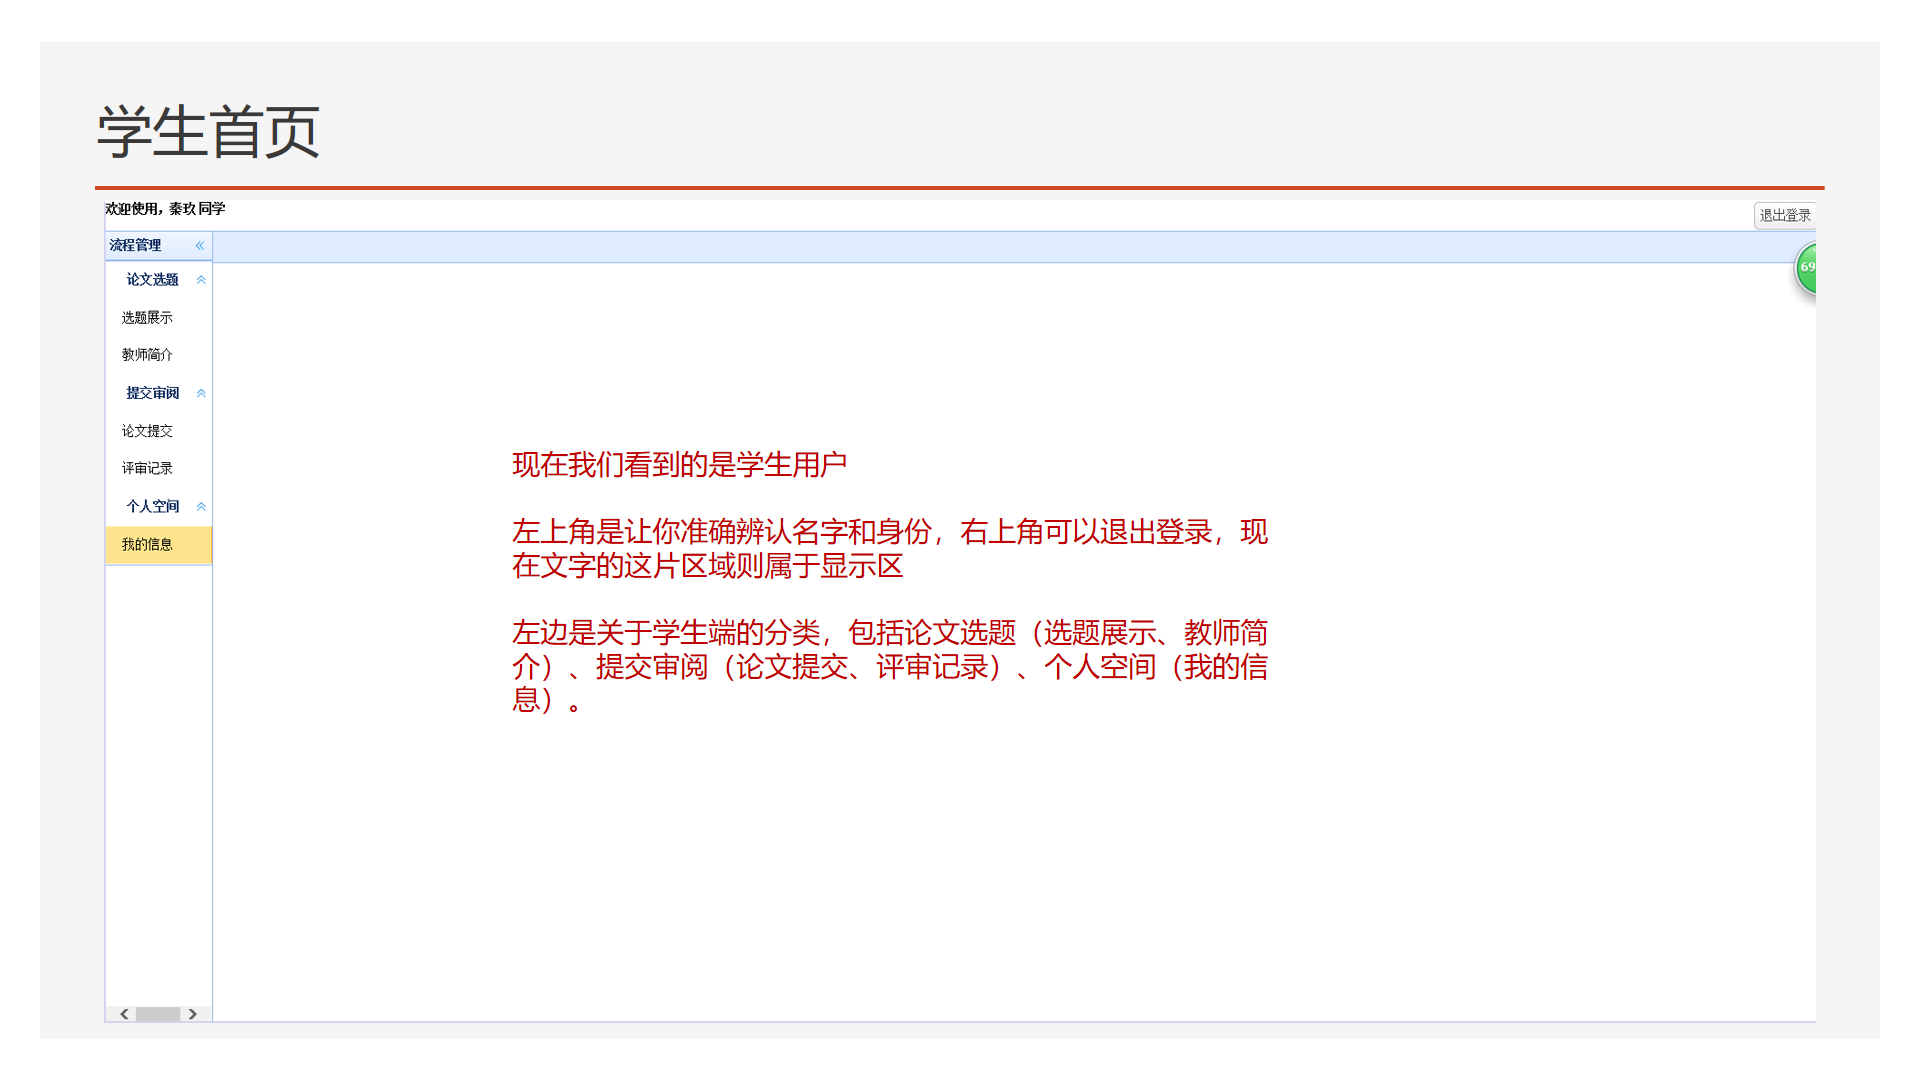 学生首页
欢迎使用，秦玖 同学
退出登录
流程管理
69
论文选题
选题展示
教师简介
提交审阅
论文提交
评审记录
个人空间
我的信息
现在我们看到的是学生用户
左上角是让你准确辨认名字和身份，右上角可以退出登录，现
在文字的这片区域则属于显示区
左边是关于学生端的分类，包括论文选题（选题展示、教师简
介）、提交审阅（论文提交、评审记录）、个人空间（我的信
息）。